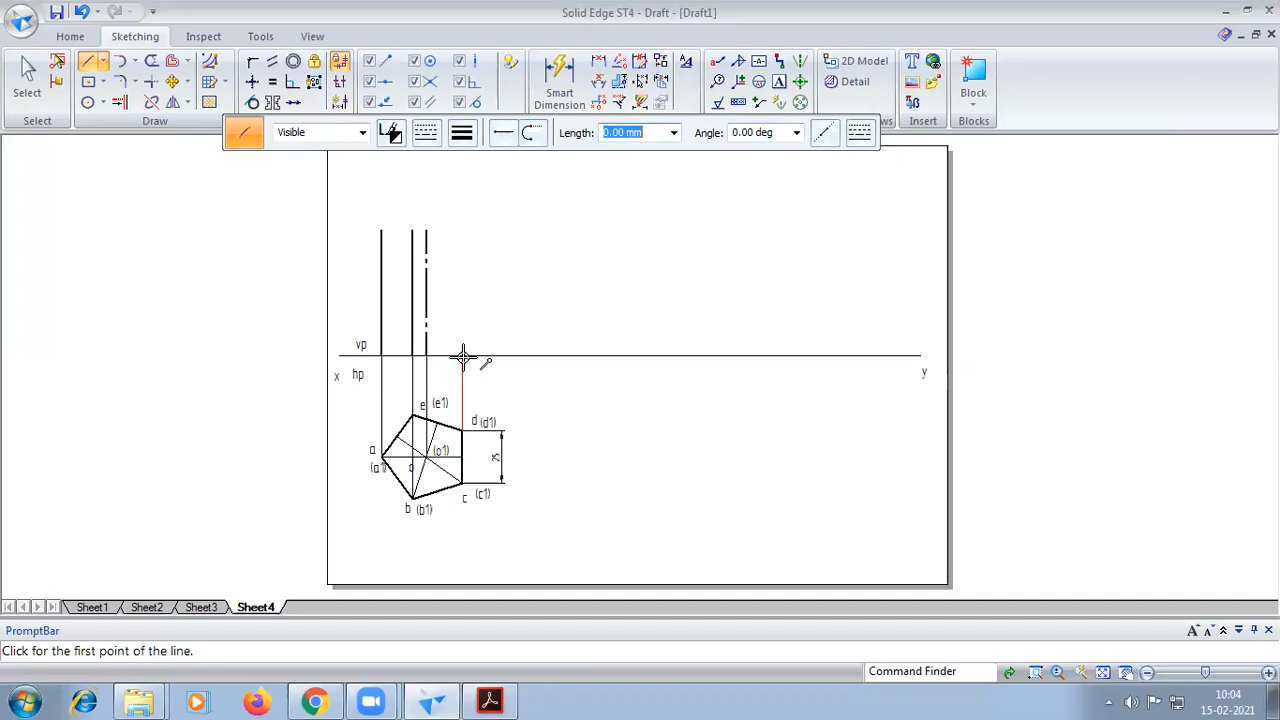 Solid Edge ST4 - Draft - [Draft1]
Home Sketching Inspect Tools View
Select
Smart Dimension
2D Model
Detail
Block
Select Draw Insert Blocks
Visible Length: 0.00 mm Angle: 0.00 deg
vp
x hp y
e (e1)
d (d1)
a (o1)
(a1) o 25
c (c1)
b (b1)
Sheet1 Sheet2 Sheet3 Sheet4
PromptBar
Click for the first point of the line.
Command Finder
10:04
15-02-2021